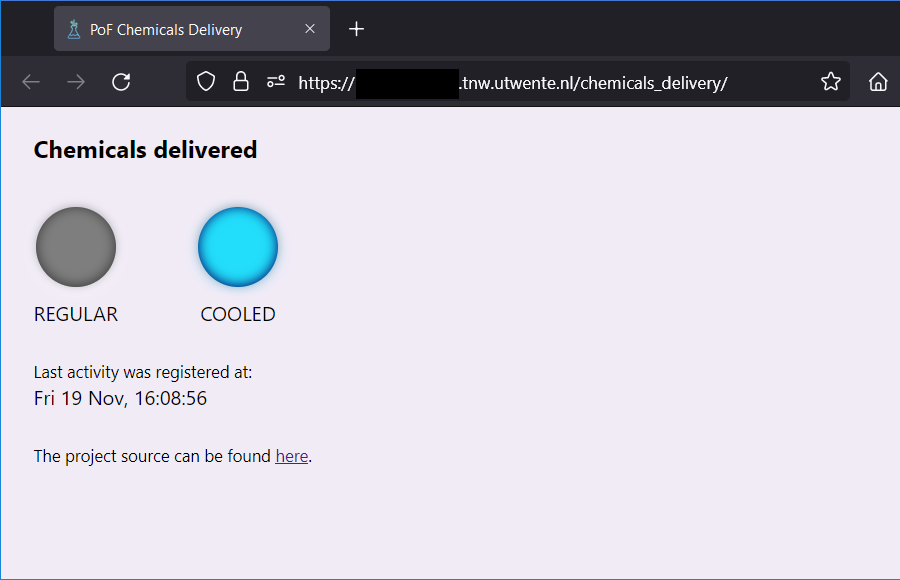 PoF Chemicals Delivery
https:// .tnw.utwente.nl/chemicals_delivery/
Chemicals delivered
REGULAR COOLED
Last activity was registered at:
Fri 19 Nov, 16:08:56
The project source can be found here.